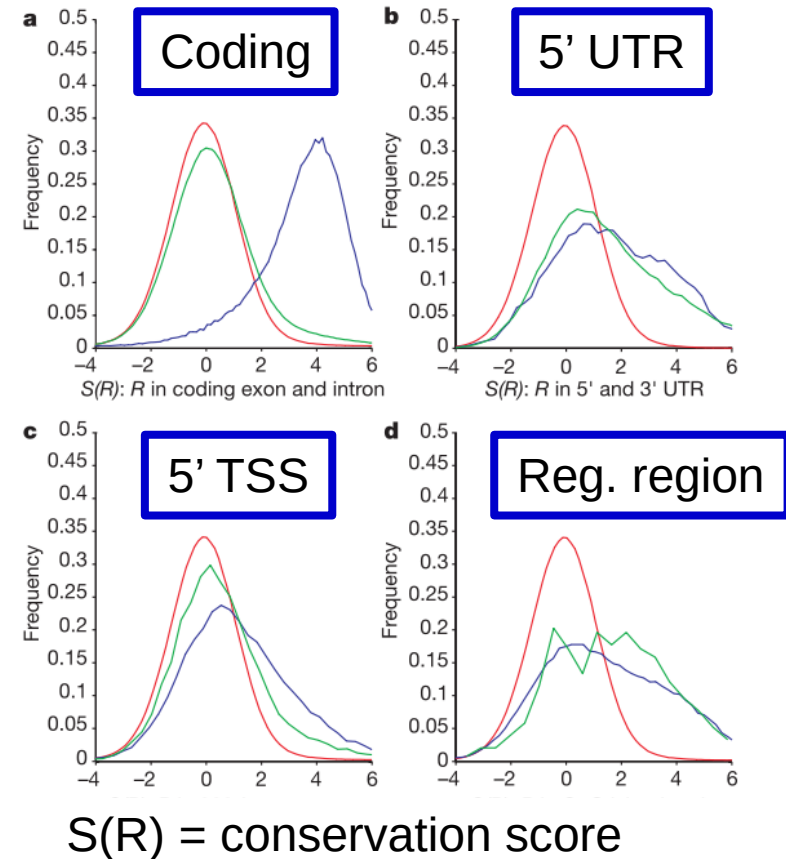 a
Coding
0.5
0.45
0.4
0.35
0.3
0.25
0.2
0.15
0.1
0.05
0
Frequency
–4 –2 0 2 4 6
S(R): R in coding exon and intron
b
5’ UTR
0.5
0.45
0.4
0.35
0.3
0.25
0.2
0.15
0.1
0.05
0
Frequency
–4 –2 0 2 4 6
S(R): R in 5' and 3' UTR
c
5’ TSS
0.5
0.45
0.4
0.35
0.3
0.25
0.2
0.15
0.1
0.05
0
Frequency
–4 –2 0 2 4 6
d
Reg. region
0.5
0.45
0.4
0.35
0.3
0.25
0.2
0.15
0.1
0.05
0
Frequency
–4 –2 0 2 4 6
S(R) = conservation score